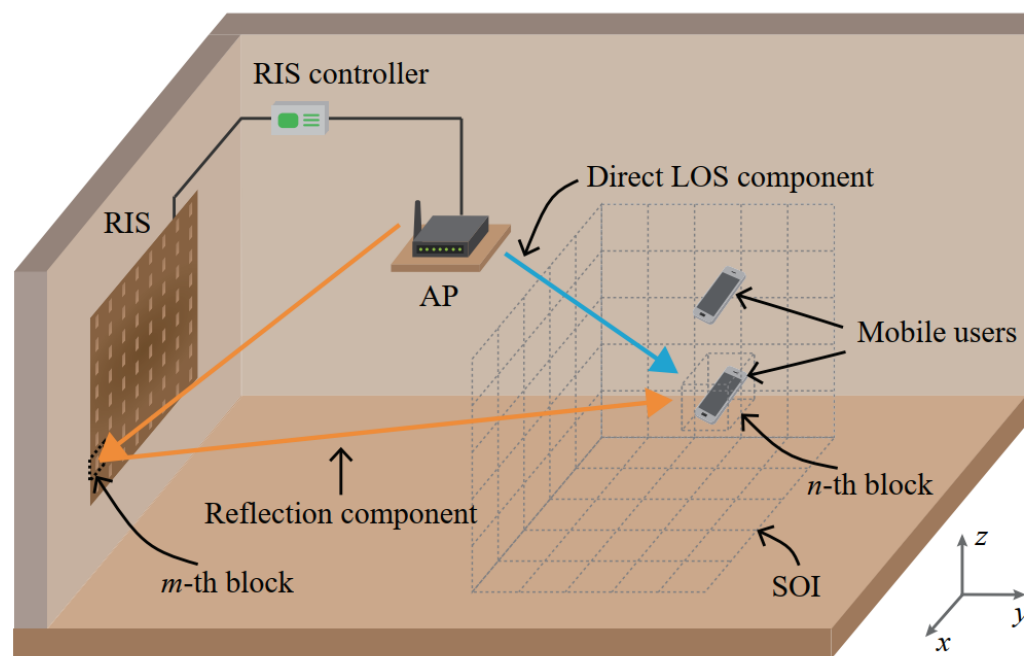 RIS controller
Direct LOS component
RIS
AP
Mobile users
n-th block
Reflection component
m-th block
SOI
z
y
x